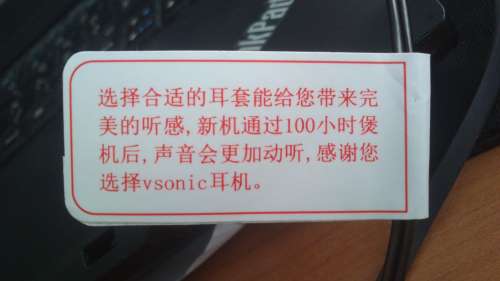 nkPad
选择合适的耳套能给您带来完
美的听感,新机通过100小时煲
机后,声音会更加动听,感谢您
选择vsonic耳机。